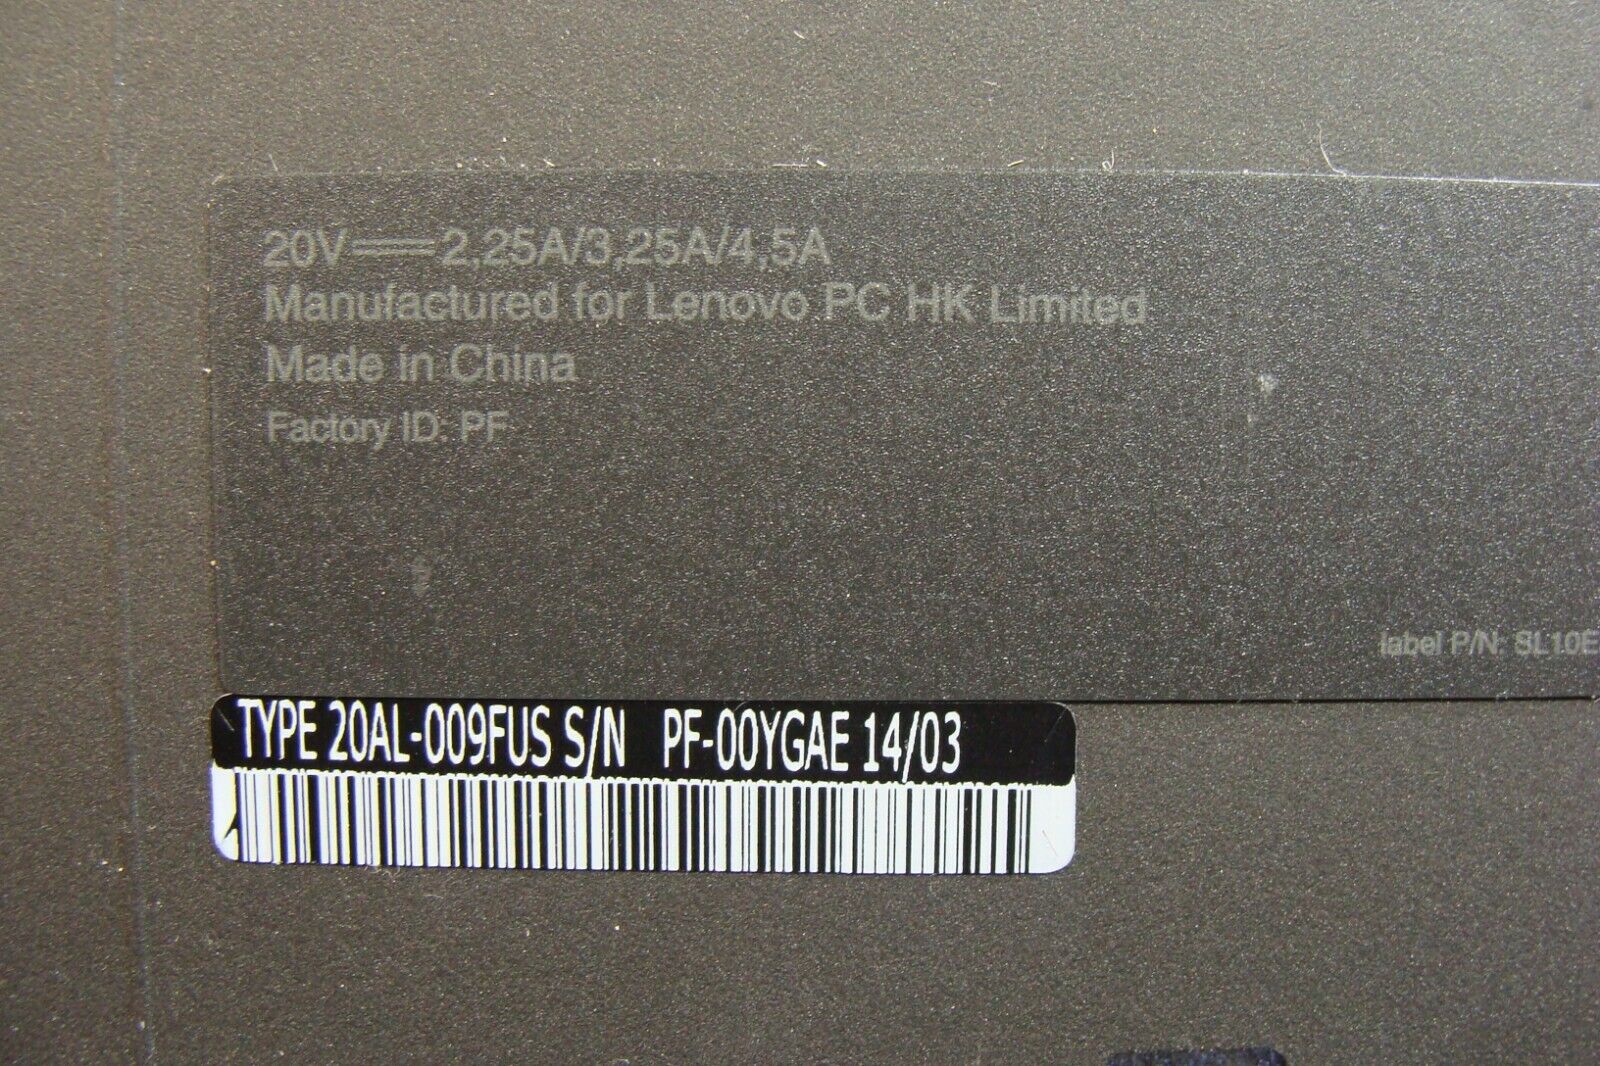 20V⎓2,25A/3,25A/4,5A
Manufactured for Lenovo PC HK Limited
Made in China
Factory ID: PF
label P/N: SL10E
TYPE 20AL-009FUS S/N PF-00YGAE 14/03